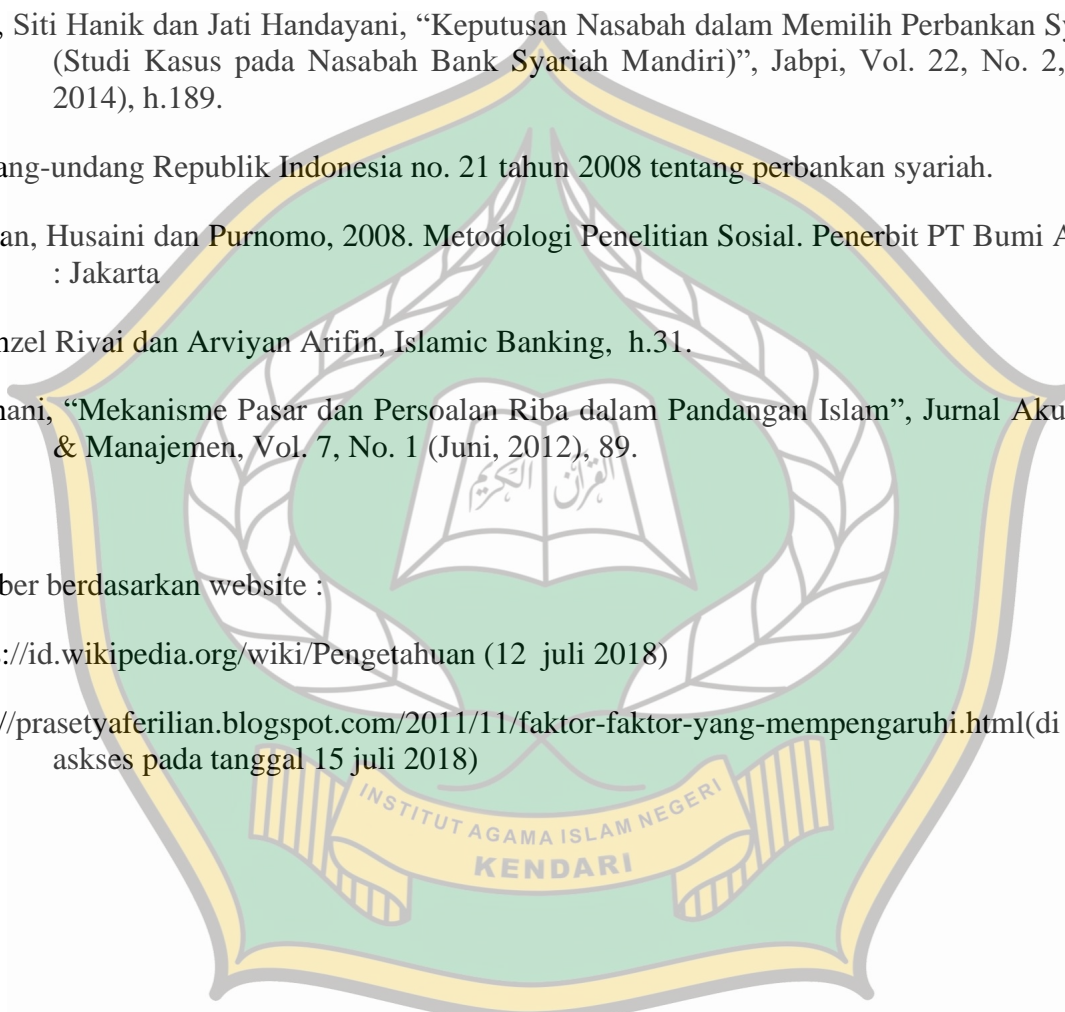 , Siti Hanik dan Jati Handayani, “Keputusan Nasabah dalam Memilih Perbankan Sy
(Studi Kasus pada Nasabah Bank Syariah Mandiri)”, Jabpi, Vol. 22, No. 2,
2014), h.189.
ang-undang Republik Indonesia no. 21 tahun 2008 tentang perbankan syariah.
an, Husaini dan Purnomo, 2008. Metodologi Penelitian Sosial. Penerbit PT Bumi A
: Jakarta
nzel Rivai dan Arviyan Arifin, Islamic Banking, h.31.
nani, “Mekanisme Pasar dan Persoalan Riba dalam Pandangan Islam”, Jurnal Aku
& Manajemen, Vol. 7, No. 1 (Juni, 2012), 89.
القرآن الكريم
ber berdasarkan website :
://id.wikipedia.org/wiki/Pengetahuan (12 juli 2018)
//prasetyaferilian.blogspot.com/2011/11/faktor-faktor-yang-mempengaruhi.html(di
askses pada tanggal 15 juli 2018)
INSTITUT AGAMA ISLAM NEGERI
KENDARI